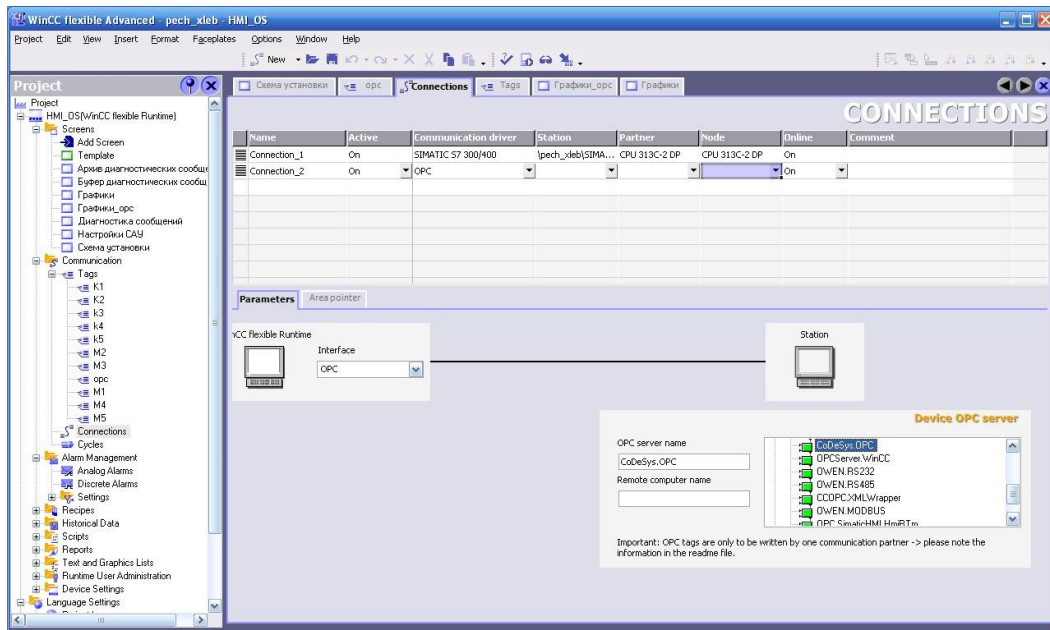 WinCC flexible Advanced - pech_xleb - HMI_OS
Project Edit View Insert Format Faceplates Options Window Help
New
Project
Схема установки opc Connections Tags Графики_opc Графики
CONNECTIONS
Project
HMI_OS(WinCC flexible Runtime)
Screens
Add Screen
Template
Архив диагностических сообще
Буфер диагностических сообщ
Графики
Графики_opc
Диагностика сообщений
Настройки САУ
Схема установки
Communication
Tags
K1
K2
k3
k4
k5
M2
M3
opc
M1
M4
M5
Connections
Cycles
Alarm Management
Analog Alarms
Discrete Alarms
Settings
Recipes
Historical Data
Scripts
Reports
Text and Graphics Lists
Runtime User Administration
Device Settings
Language Settings
Name Active Communication driver Station Partner Node Online Comment
Connection_1 On SIMATIC S7 300/400 \pech_xleb\SIMA... CPU 313C-2 DP CPU 313C-2 DP On
Connection_2 On OPC On
Parameters Area pointer
CC flexible Runtime
Interface
OPC
Station
Device OPC server
OPC server name
CoDeSys.OPC
Remote computer name
CoDeSys.OPC
OPCServer.WinCC
OWEN.RS232
OWEN.RS485
CCOPC.XMLWrapper
OWEN.MODBUS
OPC.SimaticHMI.HmiRTm
Important: OPC tags are only to be written by one communication partner -> please note the
information in the readme file.